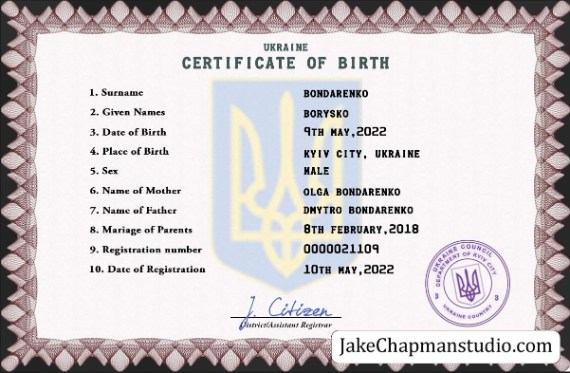 UKRAINE
CERTIFICATE OF BIRTH
1. Surname BONDARENKO
2. Given Names BORYSKO
3. Date of Birth 9TH MAY,2022
4. Place of Birth KYIV CITY, UKRAINE
5. Sex MALE
6. Name of Mother OLGA BONDARENKO
7. Name of Father DMYTRO BONDARENKO
8. Mariage of Parents 8TH FEBRUARY,2018
9. Registration number 0000021109
10. Date of Registration 10TH MAY,2022
UKRAINE COUNCIL
DEPARTMENT OF KYIV CITY
UKRAINE COUNTRY
J. Citizen
District/Assistant Registrar
JakeChapmanstudio.com